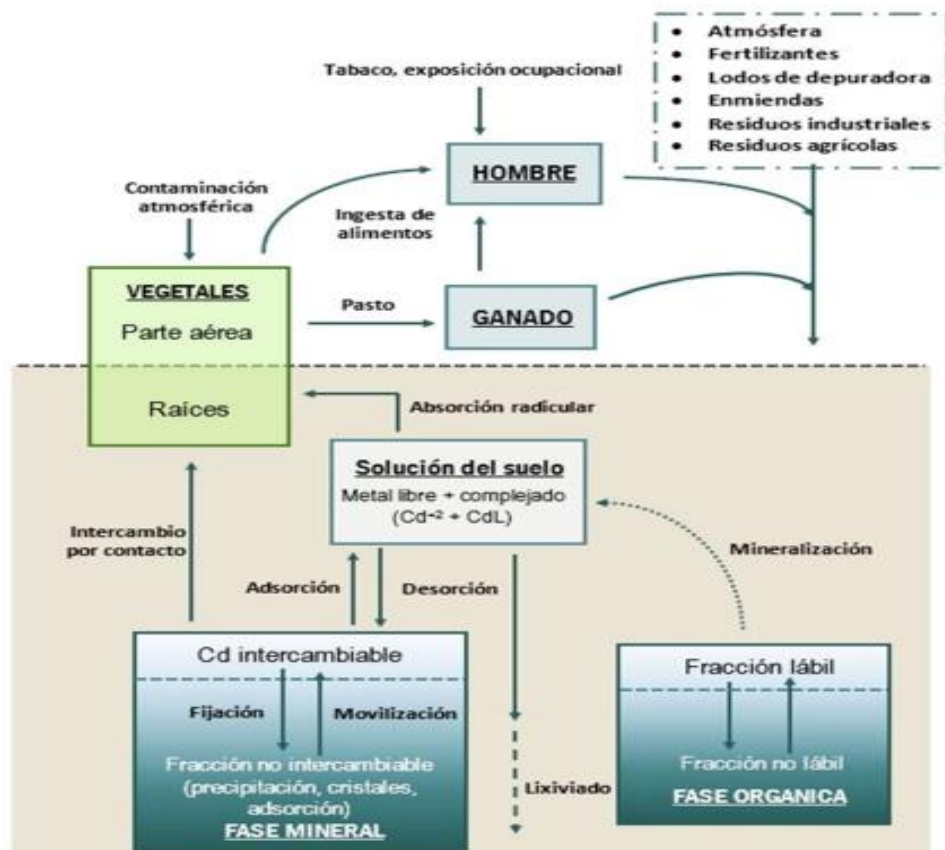 • Atmósfera
• Fertilizantes
• Lodos de depuradora
• Enmiendas
• Residuos industriales
• Residuos agrícolas
Tabaco, exposición ocupacional
HOMBRE
Contaminación
atmosférica
Ingesta de
alimentos
VEGETALES
Parte aérea
Pasto
GANADO
Raíces
Absorción radicular
Solución del suelo
Metal libre + complejado
(Cd+2 + CdL)
Intercambio
por contacto
Mineralización
Adsorción
Desorción
Cd intercambiable
Fijación
Movilización
Fracción no intercambiable
(precipitación, cristales,
adsorción)
FASE MINERAL
Lixiviado
Fracción lábil
Fracción no lábil
FASE ORGANICA